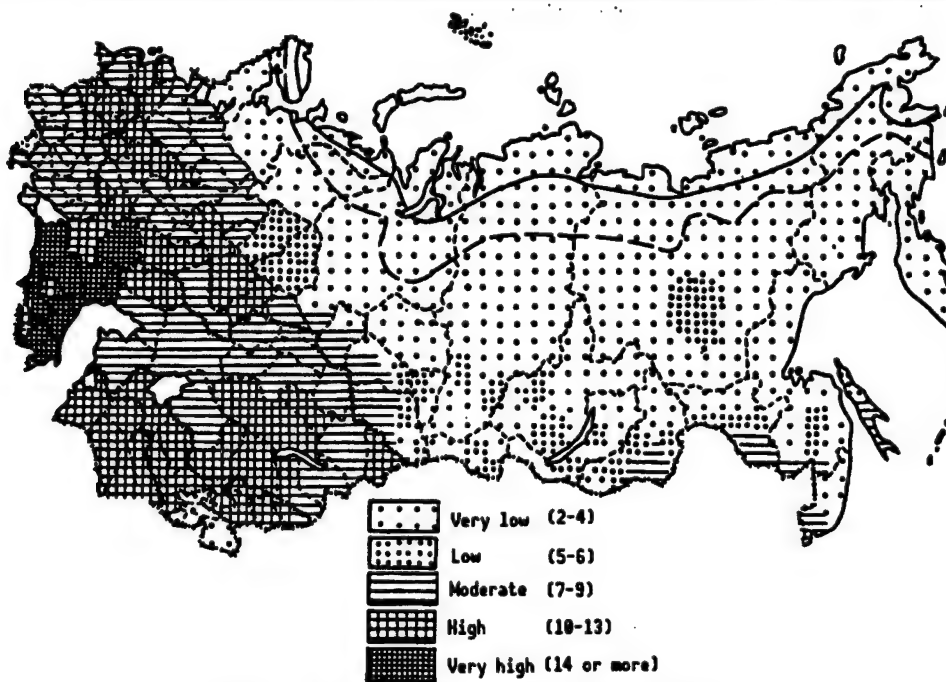 Very low (2-4)
Low (5-6)
Moderate (7-9)
High (10-13)
Very high (14 or more)